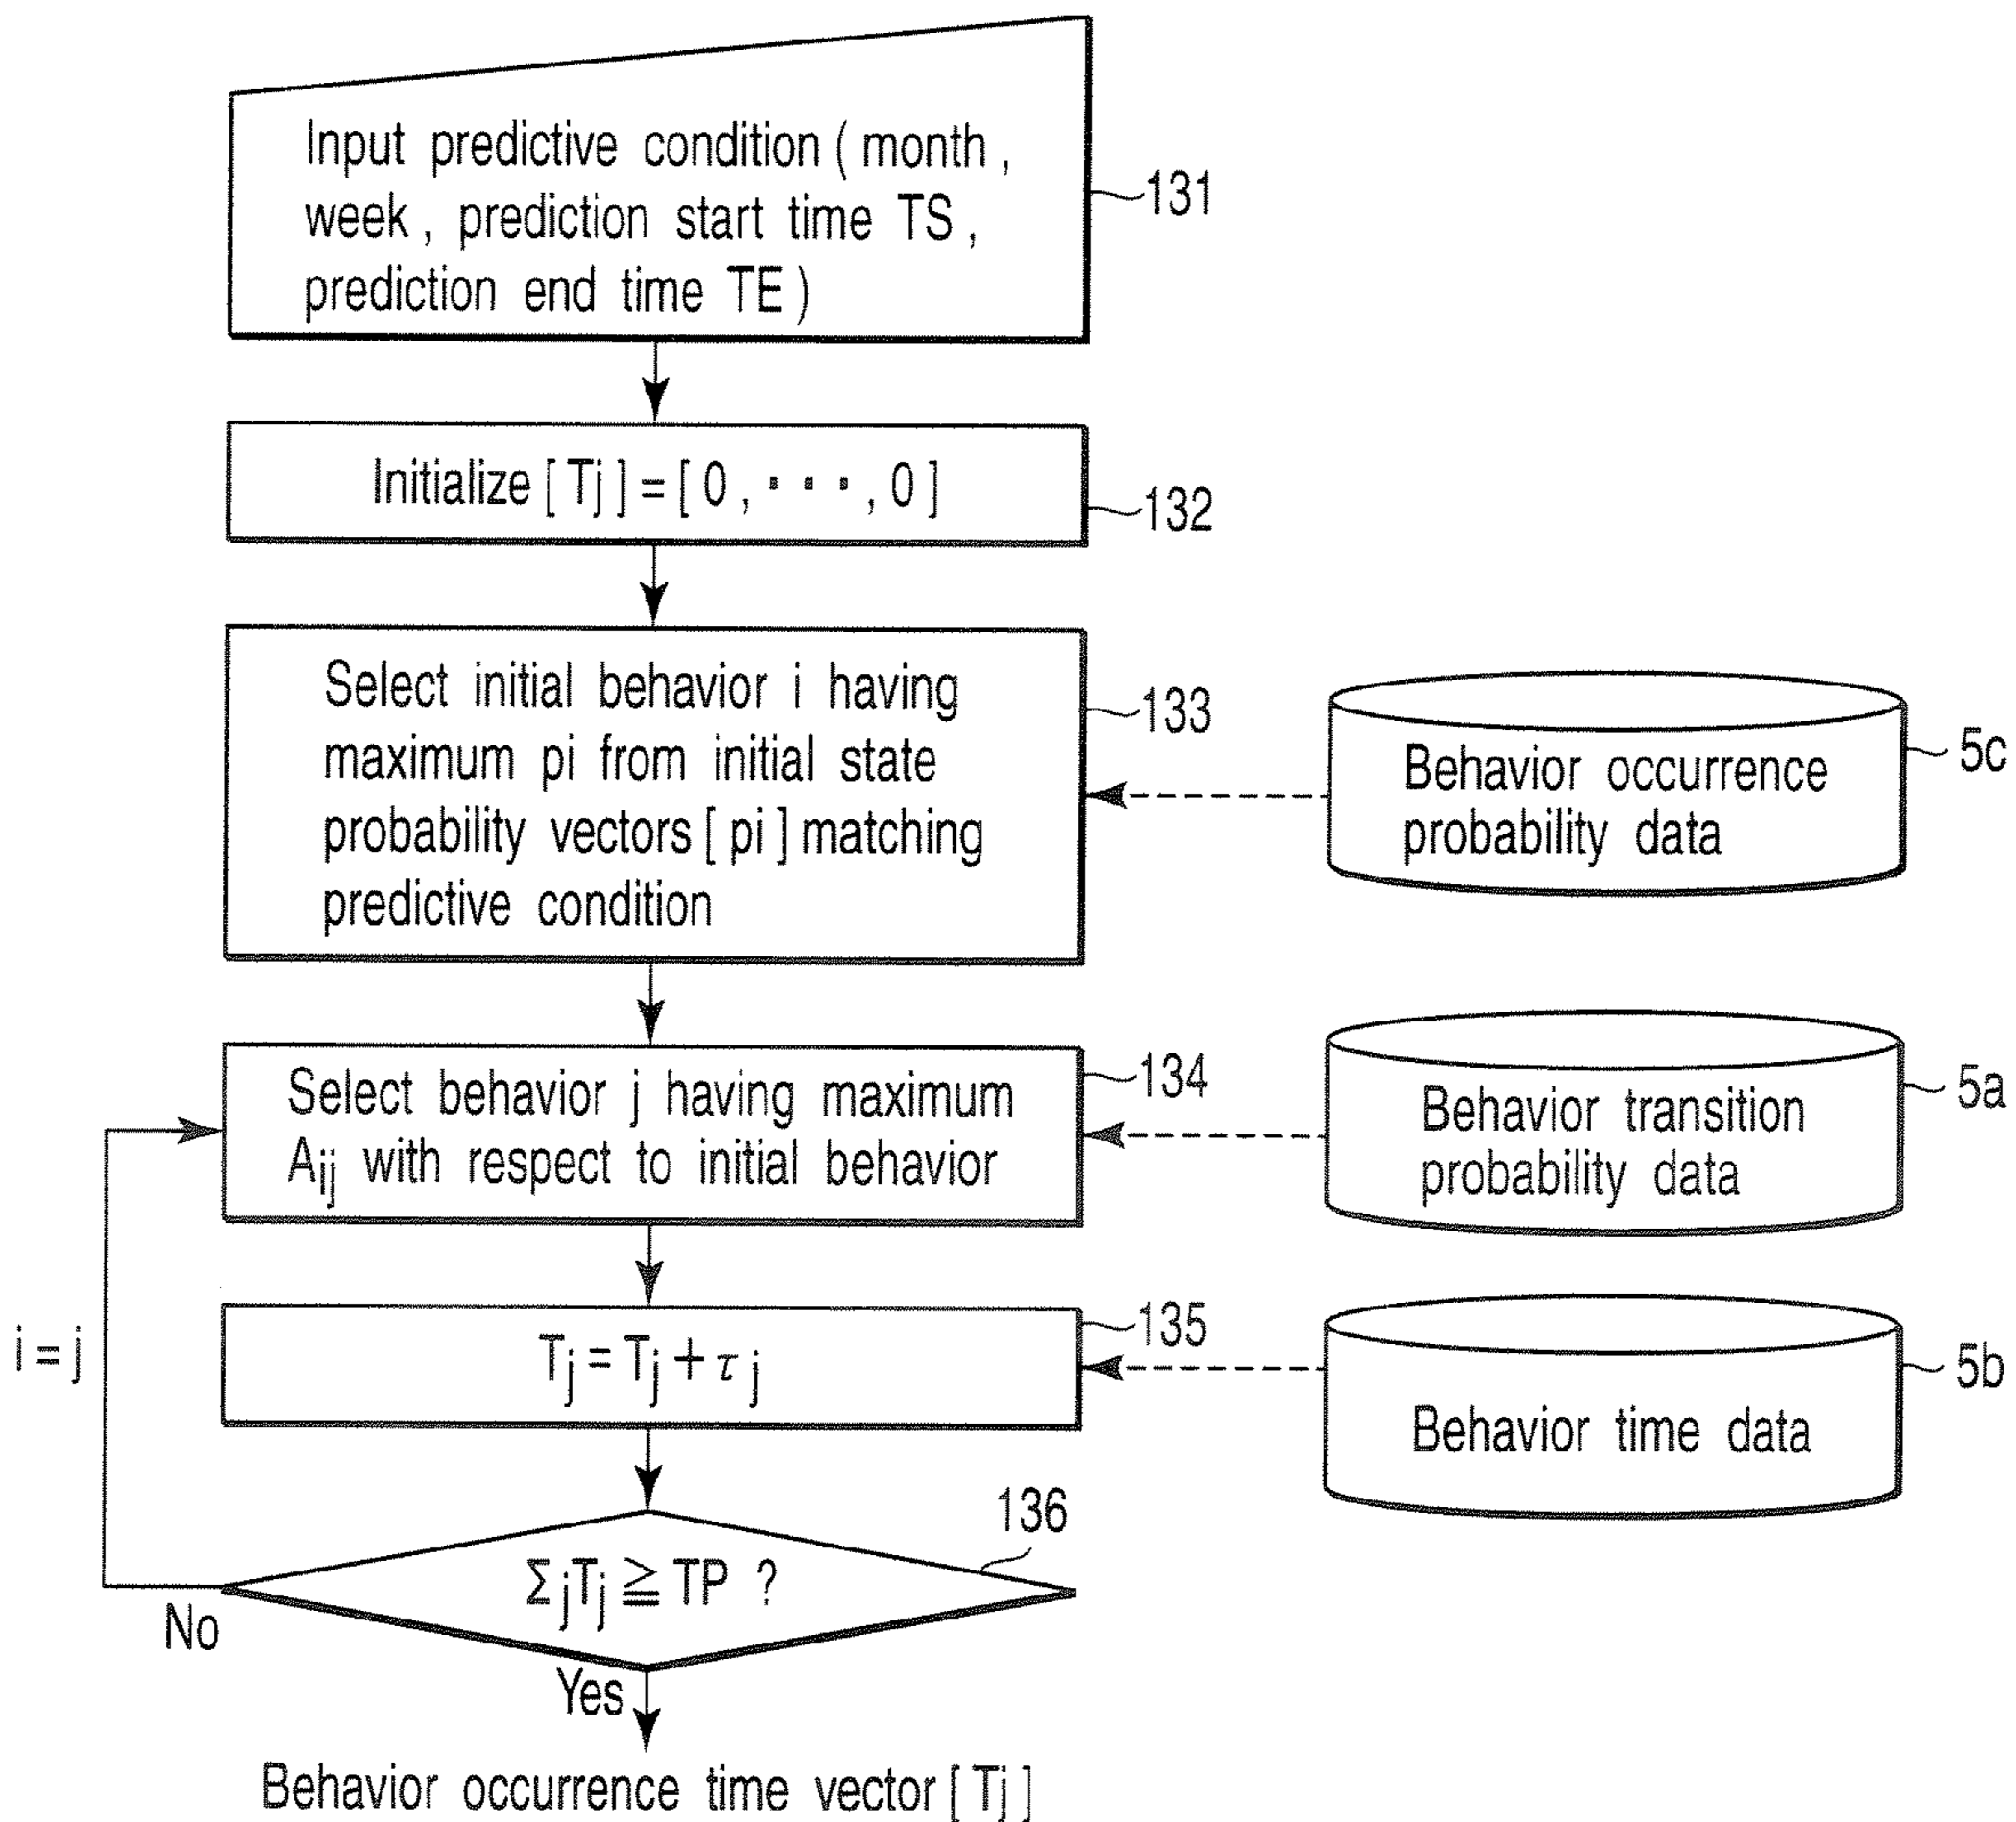 Input predictive condition ( month ,
week , prediction start time TS ,
prediction end time TE )
131
Initialize [ Tj ] = [ 0 , ･ ･ ･ , 0 ]
132
Select initial behavior i having
maximum pi from initial state
probability vectors [ pi ] matching
predictive condition
133
Behavior occurrence
probability data
5c
Select behavior j having maximum
Aij with respect to initial behavior
134
Behavior transition
probability data
5a
i = j
Tj = Tj + τ j
135
Behavior time data
5b
Σ jTj ≧ TP ?
136
No
Yes
Behavior occurrence time vector [ Tj ]